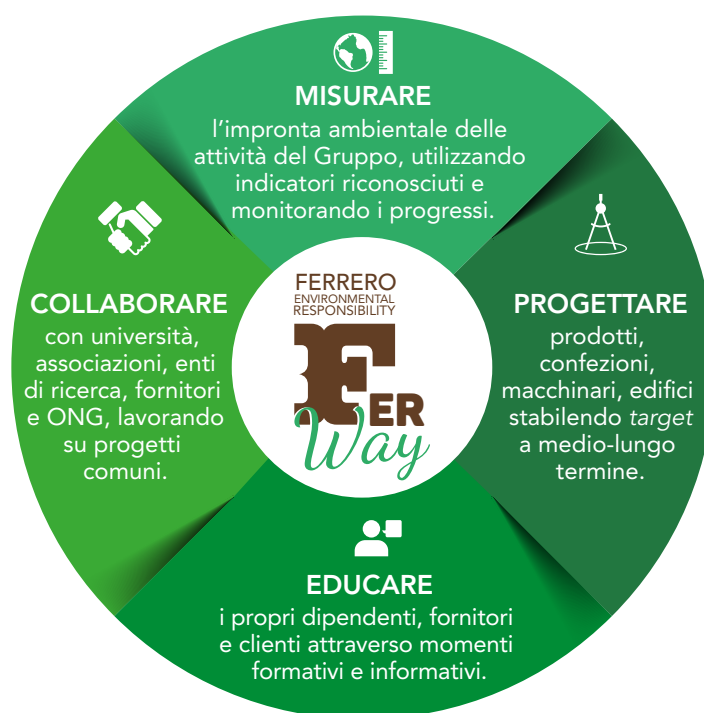 MISURARE
l'impronta ambientale delle
attività del Gruppo, utilizzando
indicatori riconosciuti e
monitorando i progressi.
COLLABORARE
con università,
associazioni, enti
di ricerca, fornitori
e ONG, lavorando
su progetti
comuni.
FERRERO
ENVIRONMENTAL
RESPONSIBILITY
FER
Way
PROGETTARE
prodotti,
confezioni,
macchinari, edifici
stabilendo target
a medio-lungo
termine.
EDUCARE
i propri dipendenti, fornitori
e clienti attraverso momenti
formativi e informativi.